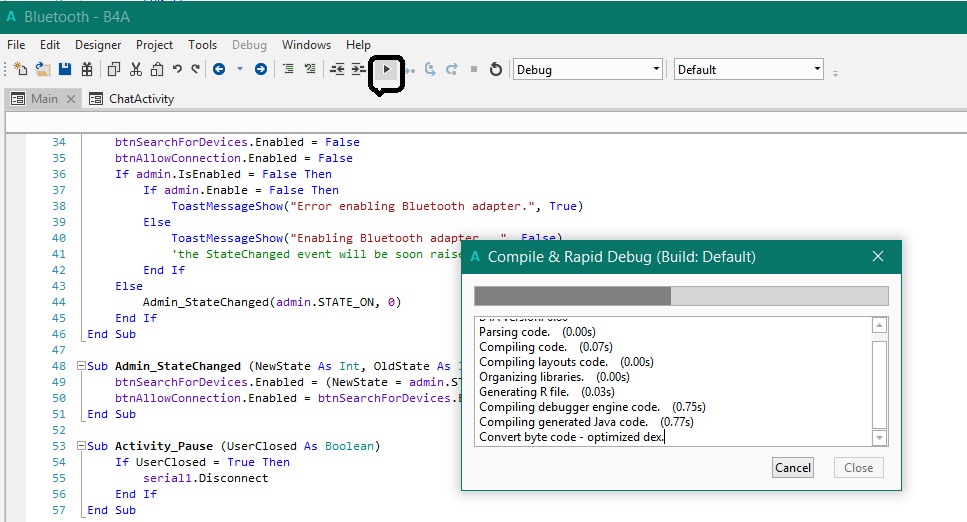 A Bluetooth - B4A
File Edit Designer Project Tools Debug Windows Help
Debug Default
Main ChatActivity
34 btnSearchForDevices.Enabled = False
35 btnAllowConnection.Enabled = False
36 If admin.IsEnabled = False Then
37 If admin.Enable = False Then
38 ToastMessageShow("Error enabling Bluetooth adapter.", True)
39 Else
40 ToastMessageShow("Enabling Bluetooth adapter...", False)
41 'the StateChanged event will be soon raise
42 End If
43 Else
44 Admin_StateChanged(admin.STATE_ON, 0)
45 End If
46 End Sub
47
48 Sub Admin_StateChanged (NewState As Int, OldState As I
49 btnSearchForDevices.Enabled = (NewState = admin.ST
50 btnAllowConnection.Enabled = btnSearchForDevices.E
51 End Sub
52
53 Sub Activity_Pause (UserClosed As Boolean)
54 If UserClosed = True Then
55 serial1.Disconnect
56 End If
57 End Sub
A Compile & Rapid Debug (Build: Default)
Parsing code. (0.00s)
Compiling code. (0.07s)
Compiling layouts code. (0.00s)
Organizing libraries. (0.00s)
Generating R file. (0.03s)
Compiling debugger engine code. (0.75s)
Compiling generated Java code. (0.77s)
Convert byte code - optimized dex.
Cancel Close